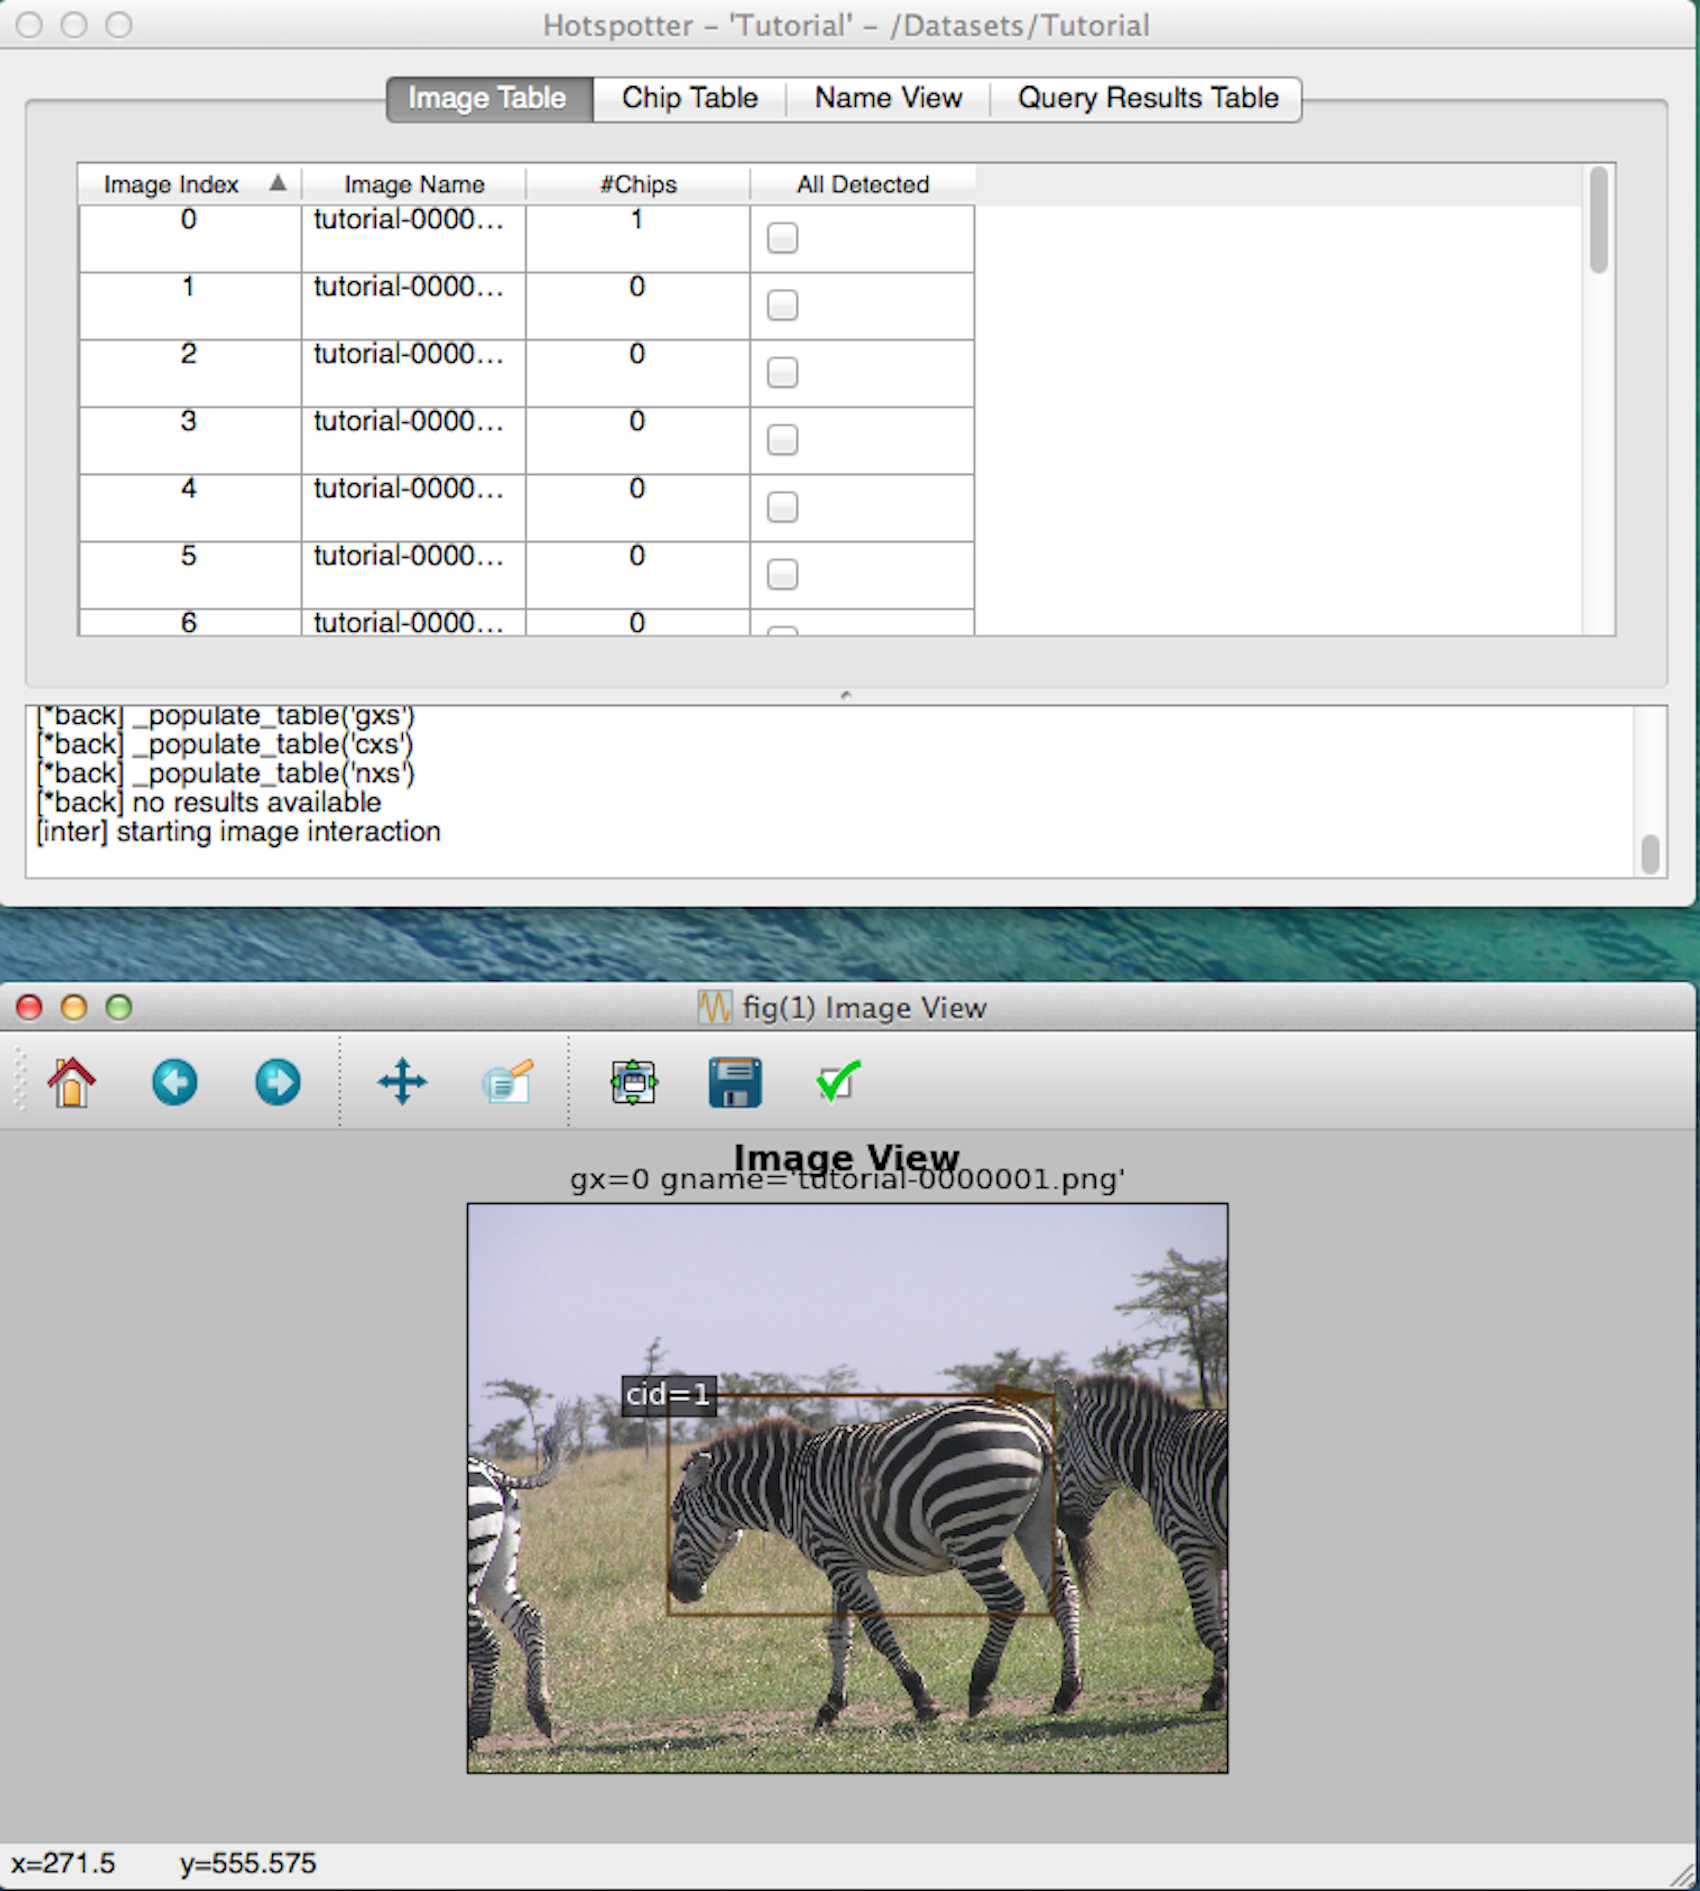 Hotspotter – 'Tutorial' – /Datasets/Tutorial
Image Table Chip Table Name View Query Results Table
Image Index Image Name #Chips All Detected
0 tutorial-0000... 1
1 tutorial-0000... 0
2 tutorial-0000... 0
3 tutorial-0000... 0
4 tutorial-0000... 0
5 tutorial-0000... 0
6 tutorial-0000... 0
[*back] _populate_table('gxs')
[*back] _populate_table('cxs')
[*back] _populate_table('nxs')
[*back] no results available
[inter] starting image interaction
fig(1) Image View
Image View
gx=0 gname='tutorial-0000001.png'
cid=1
x=271.5 y=555.575